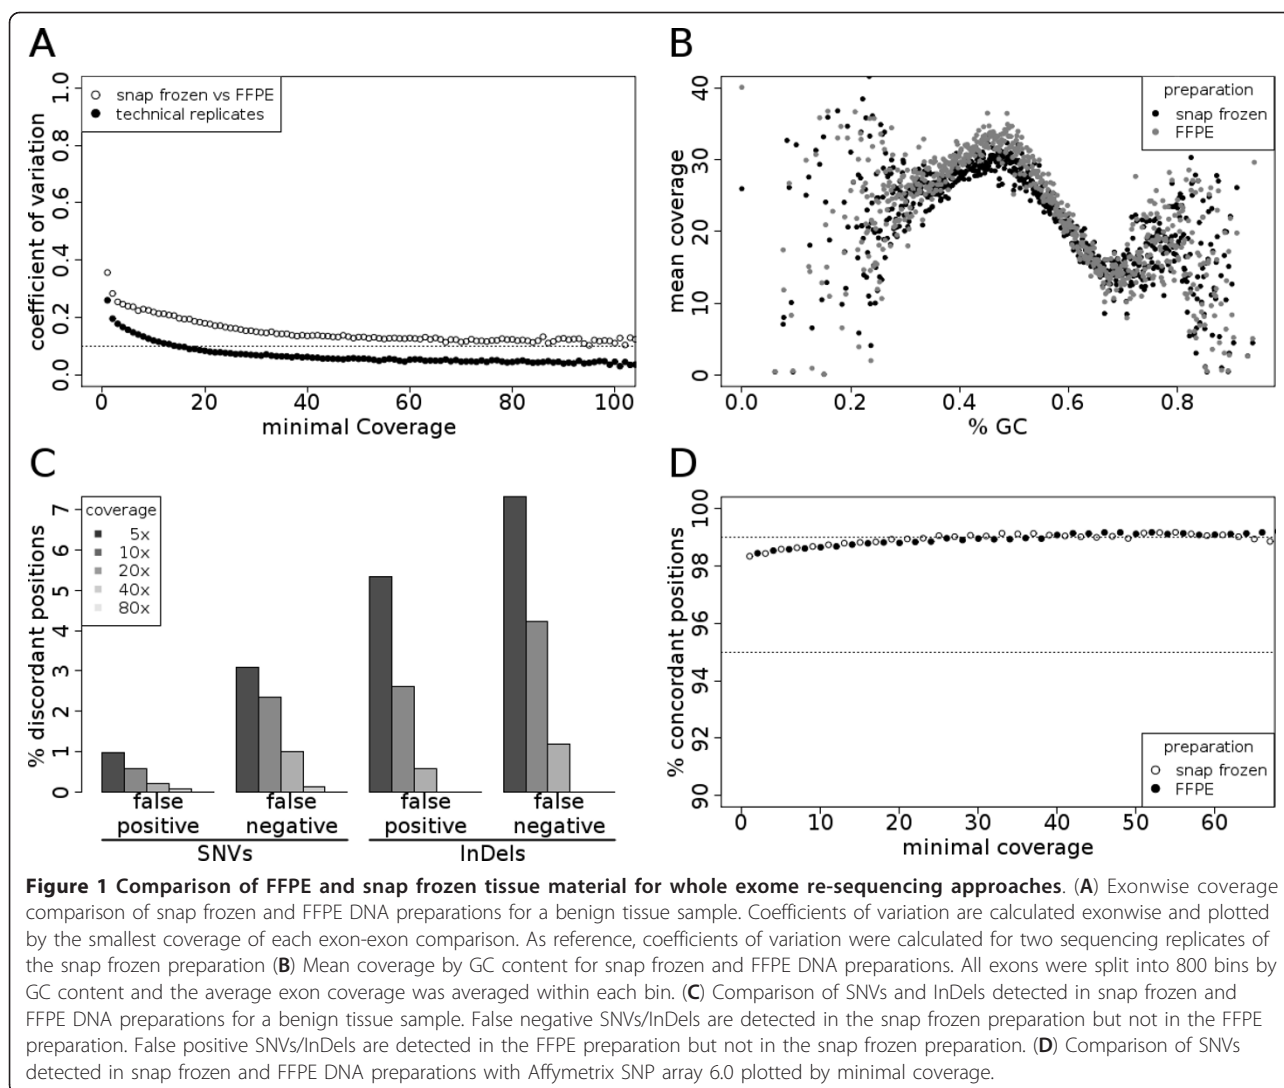 A
coefficient of variation
0.0 0.2 0.4 0.6 0.8 1.0
snap frozen vs FFPE
technical replicates
0 20 40 60 80 100
minimal Coverage
B
mean coverage
0 10 20 30 40
preparation
snap frozen
FFPE
0.0 0.2 0.4 0.6 0.8
% GC
C
% discordant positions
0 1 2 3 4 5 6 7
coverage
5x
10x
20x
40x
80x
false false false false
positive negative positive negative
SNVs InDels
D
% concordant positions
90 92 94 96 98 100
preparation
snap frozen
FFPE
0 10 20 30 40 50 60
minimal coverage
Figure 1 Comparison of FFPE and snap frozen tissue material for whole exome re-sequencing approaches. (A) Exonwise coverage
comparison of snap frozen and FFPE DNA preparations for a benign tissue sample. Coefficients of variation are calculated exonwise and plotted
by the smallest coverage of each exon-exon comparison. As reference, coefficients of variation were calculated for two sequencing replicates of
the snap frozen preparation (B) Mean coverage by GC content for snap frozen and FFPE DNA preparations. All exons were split into 800 bins by
GC content and the average exon coverage was averaged within each bin. (C) Comparison of SNVs and InDels detected in snap frozen and
FFPE DNA preparations for a benign tissue sample. False negative SNVs/InDels are detected in the snap frozen preparation but not in the FFPE
preparation. False positive SNVs/InDels are detected in the FFPE preparation but not in the snap frozen preparation. (D) Comparison of SNVs
detected in snap frozen and FFPE DNA preparations with Affymetrix SNP array 6.0 plotted by minimal coverage.